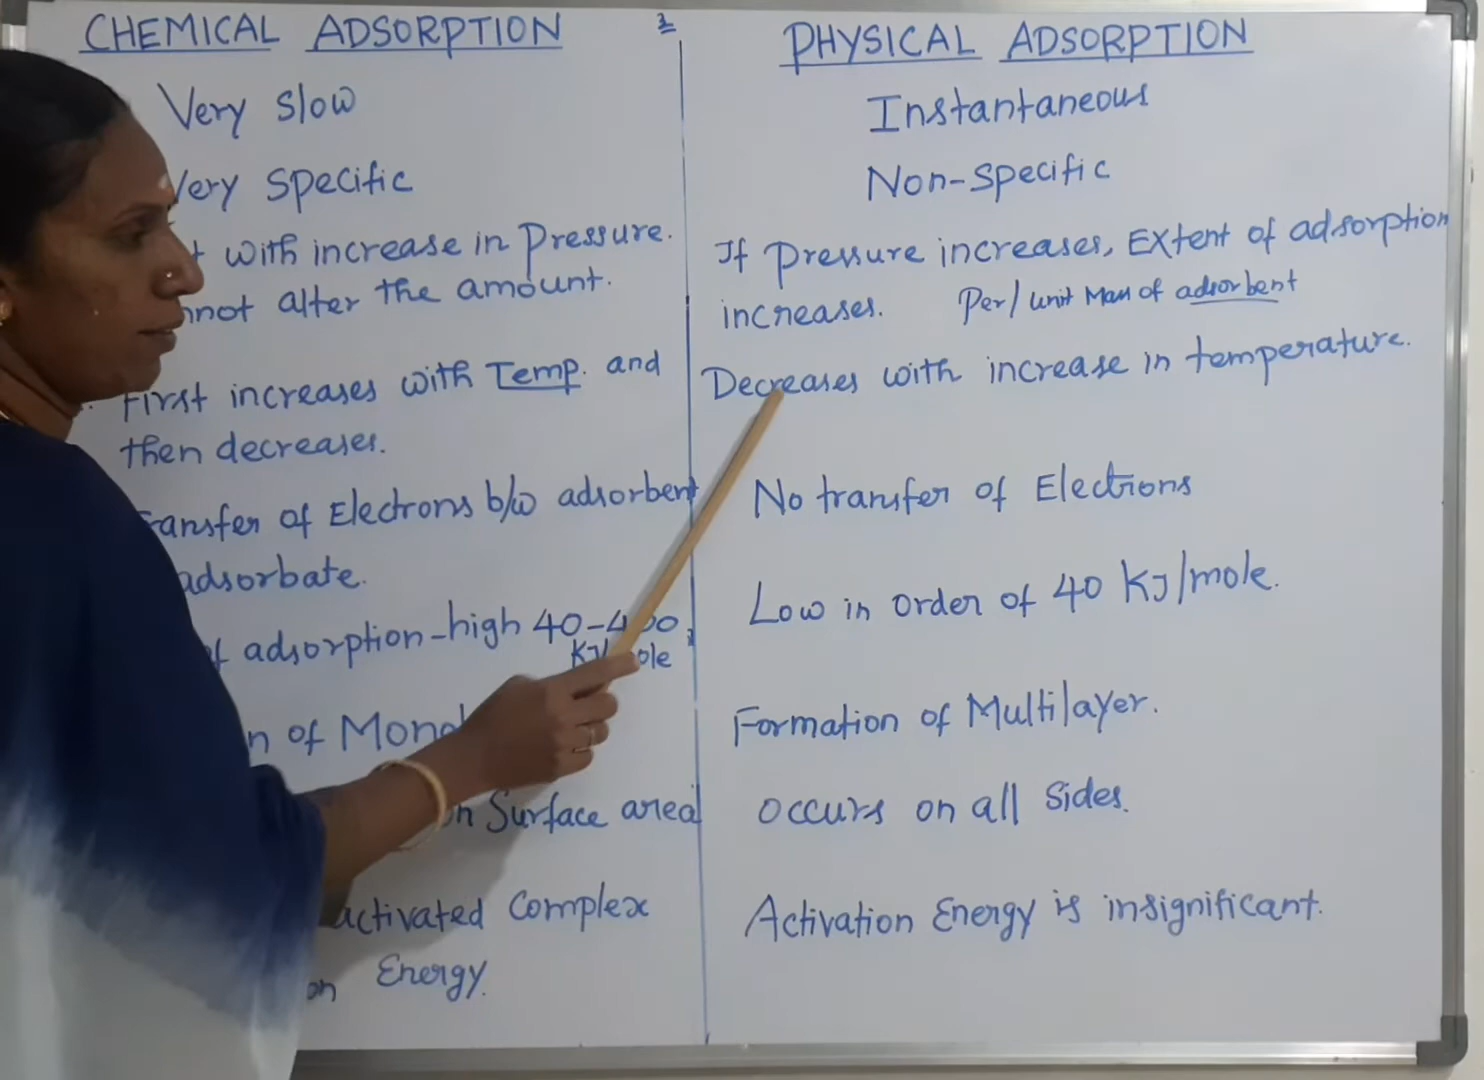 CHEMICAL ADSORPTION
Very slow
Very specific
with increase in pressure.
not alter the amount.
First increases with Temp. and
then decreases.
of Electrons b/w adsorbent
adsorbate.
adsorption - high 40-400
KJ/mole
of
Surface area
activated complex
Energy.
PHYSICAL ADSORPTION
Instantaneous
Non-specific
If pressure increases, Extent of adsorption
increases. Per/unit Mass of adsorbent
Decreases with increase in temperature.
No transfer of Electrons
Low in order of 40 KJ/mole.
Formation of Multilayer.
occurs on all sides.
Activation Energy is insignificant.